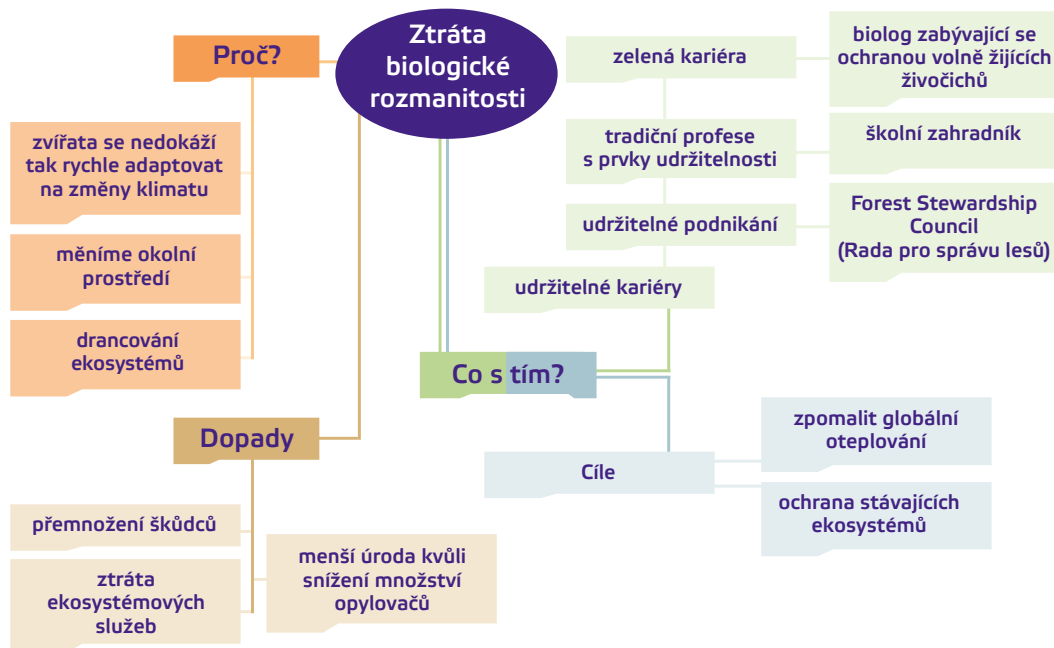 Ztráta
biologické
rozmanitosti
Proč?
zvířata se nedokáží
tak rychle adaptovat
na změny klimatu
měníme okolní
prostředí
drancování
ekosystémů
Dopady
přemnožení škůdců
ztráta
ekosystémových
služeb
menší úroda kvůli
snížení množství
opylovačů
Co s tím?
udržitelné kariéry
zelená kariéra
biolog zabývající se
ochranou volně žijících
živočichů
tradiční profese
s prvky udržitelnosti
školní zahradník
udržitelné podnikání
Forest Stewardship
Council
(Rada pro správu lesů)
Cíle
zpomalit globální
oteplování
ochrana stávajících
ekosystémů